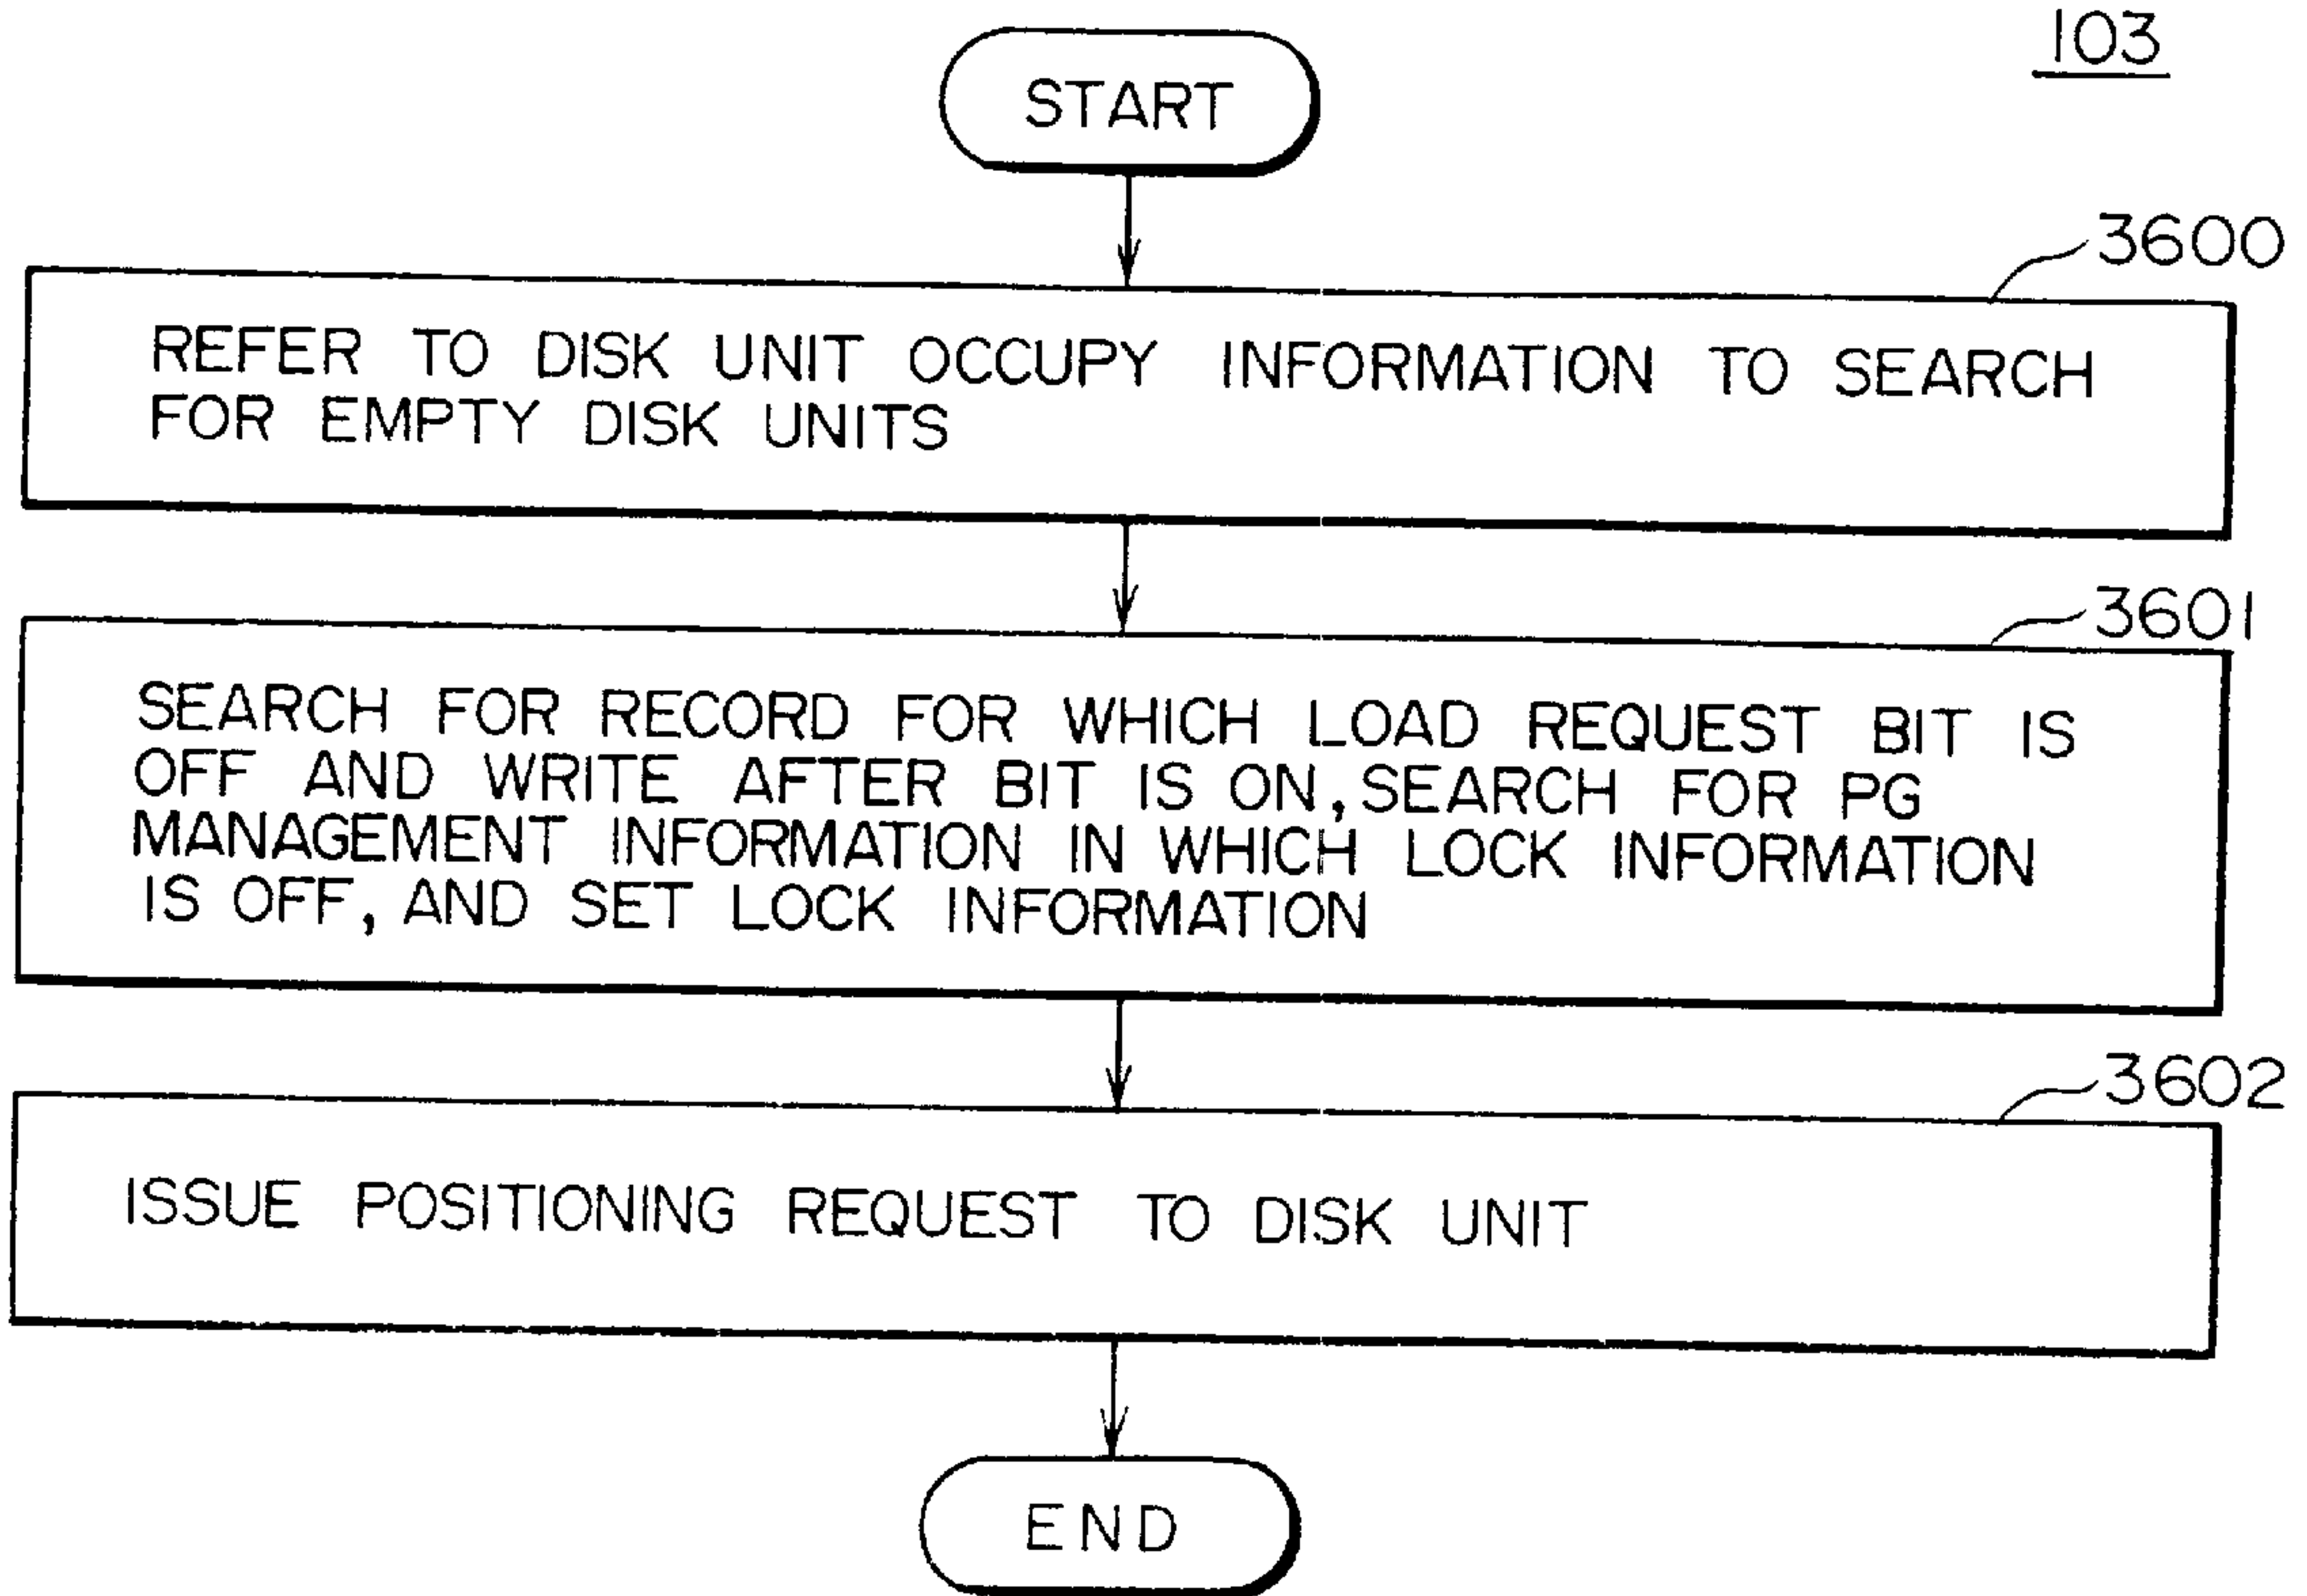 103
START
3600
REFER TO DISK UNIT OCCUPY INFORMATION TO SEARCH
FOR EMPTY DISK UNITS
3601
SEARCH FOR RECORD FOR WHICH LOAD REQUEST BIT IS
OFF AND WRITE AFTER BIT IS ON, SEARCH FOR PG
MANAGEMENT INFORMATION IN WHICH LOCK INFORMATION
IS OFF, AND SET LOCK INFORMATION
3602
ISSUE POSITIONING REQUEST TO DISK UNIT
END